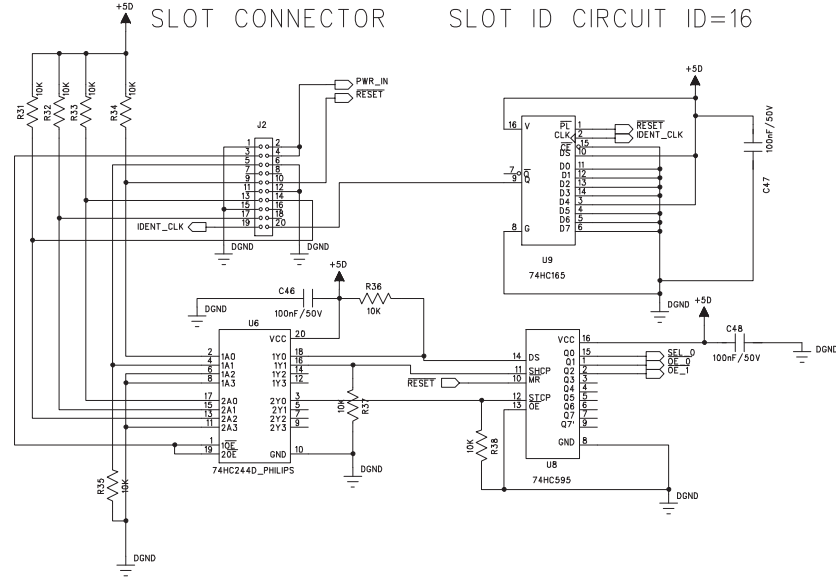 SLOT CONNECTOR SLOT ID CIRCUIT ID=16
+5D
R31 10K
R32 10K
R33 10K
R34 10K
PWR_IN
RESET
J2
1 2
3 4
5 6
7 8
9 10
11 12
13 14
15 16
17 18
19 20
IDENT_CLK
DGND
DGND
+5D
16 V PL 1 RESET
CLK 2 IDENT_CLK
CE 15
DS 10
7 Q D0 11
9 Q D1 12
D2 13
D3 14
D4 3
D5 4
D6 5
8 G D7 6
U9
74HC165
100nF/50V
C47
DGND
+5D
C46
100nF/50V
DGND
R36
10K
U6
VCC 20
2 1A0 1Y0 18
4 1A1 1Y1 16
6 1A2 1Y2 14
8 1A3 1Y3 12
17 2A0 2Y0 3
15 2A1 2Y1 5
13 2A2 2Y2 7
11 2A3 2Y3 9
1 1OE
19 2OE GND 10
74HC244D_PHILIPS
10K R37
DGND
RESET
+5D
VCC 16
14 DS Q0 15 SEL_0
Q1 1 OE_0
11 SHCP Q2 2 OE_1
10 MR Q3 3
Q4 4
12 STCP Q5 5
13 OE Q6 6
Q7 7
Q7' 9
GND 8
U8
74HC595
C48
100nF/50V
DGND
10K R38
DGND
R35 10K
DGND